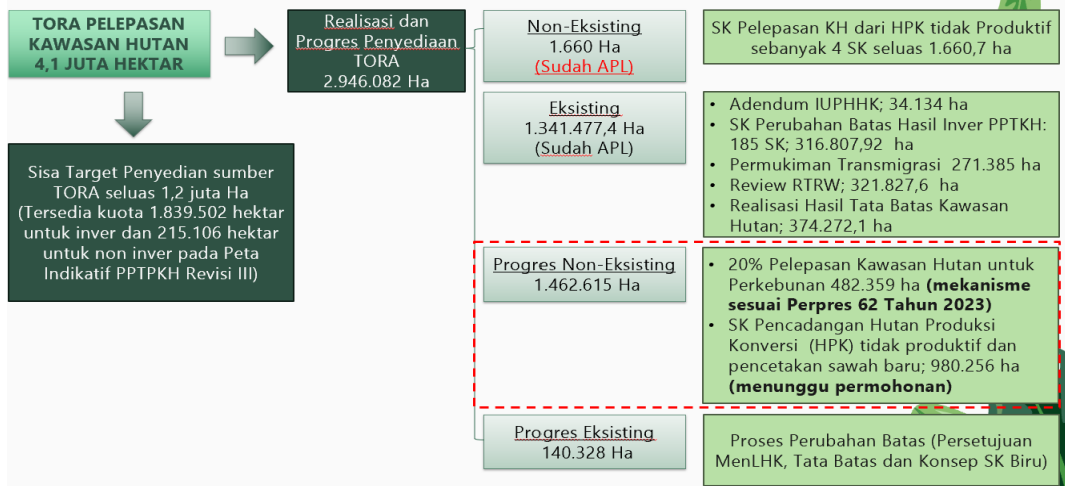 TORA PELEPASAN
KAWASAN HUTAN
4,1 JUTA HEKTAR
Sisa Target Penyedian sumber
TORA seluas 1,2 juta Ha
(Tersedia kuota 1.839.502 hektar
untuk inver dan 215.106 hektar
untuk non inver pada Peta
Indikatif PPTPKH Revisi III)
Realisasi dan
Progres Penyediaan
TORA
2.946.082 Ha
Non-Eksisting
1.660 Ha
(Sudah APL)
SK Pelepasan KH dari HPK tidak Produktif
sebanyak 4 SK seluas 1.660,7 ha
Eksisting
1.341.477,4 Ha
(Sudah APL)
• Adendum IUPHHK; 34.134 ha
• SK Perubahan Batas Hasil Inver PPTKH:
185 SK; 316.807,92 ha
• Permukiman Transmigrasi 271.385 ha
• Review RTRW; 321.827,6 ha
• Realisasi Hasil Tata Batas Kawasan
Hutan; 374.272,1 ha
Progres Non-Eksisting
1.462.615 Ha
• 20% Pelepasan Kawasan Hutan untuk
Perkebunan 482.359 ha (mekanisme
sesuai Perpres 62 Tahun 2023)
• SK Pencadangan Hutan Produksi
Konversi (HPK) tidak produktif dan
pencetakan sawah baru; 980.256 ha
(menunggu permohonan)
Progres Eksisting
140.328 Ha
Proses Perubahan Batas (Persetujuan
MenLHK, Tata Batas dan Konsep SK Biru)